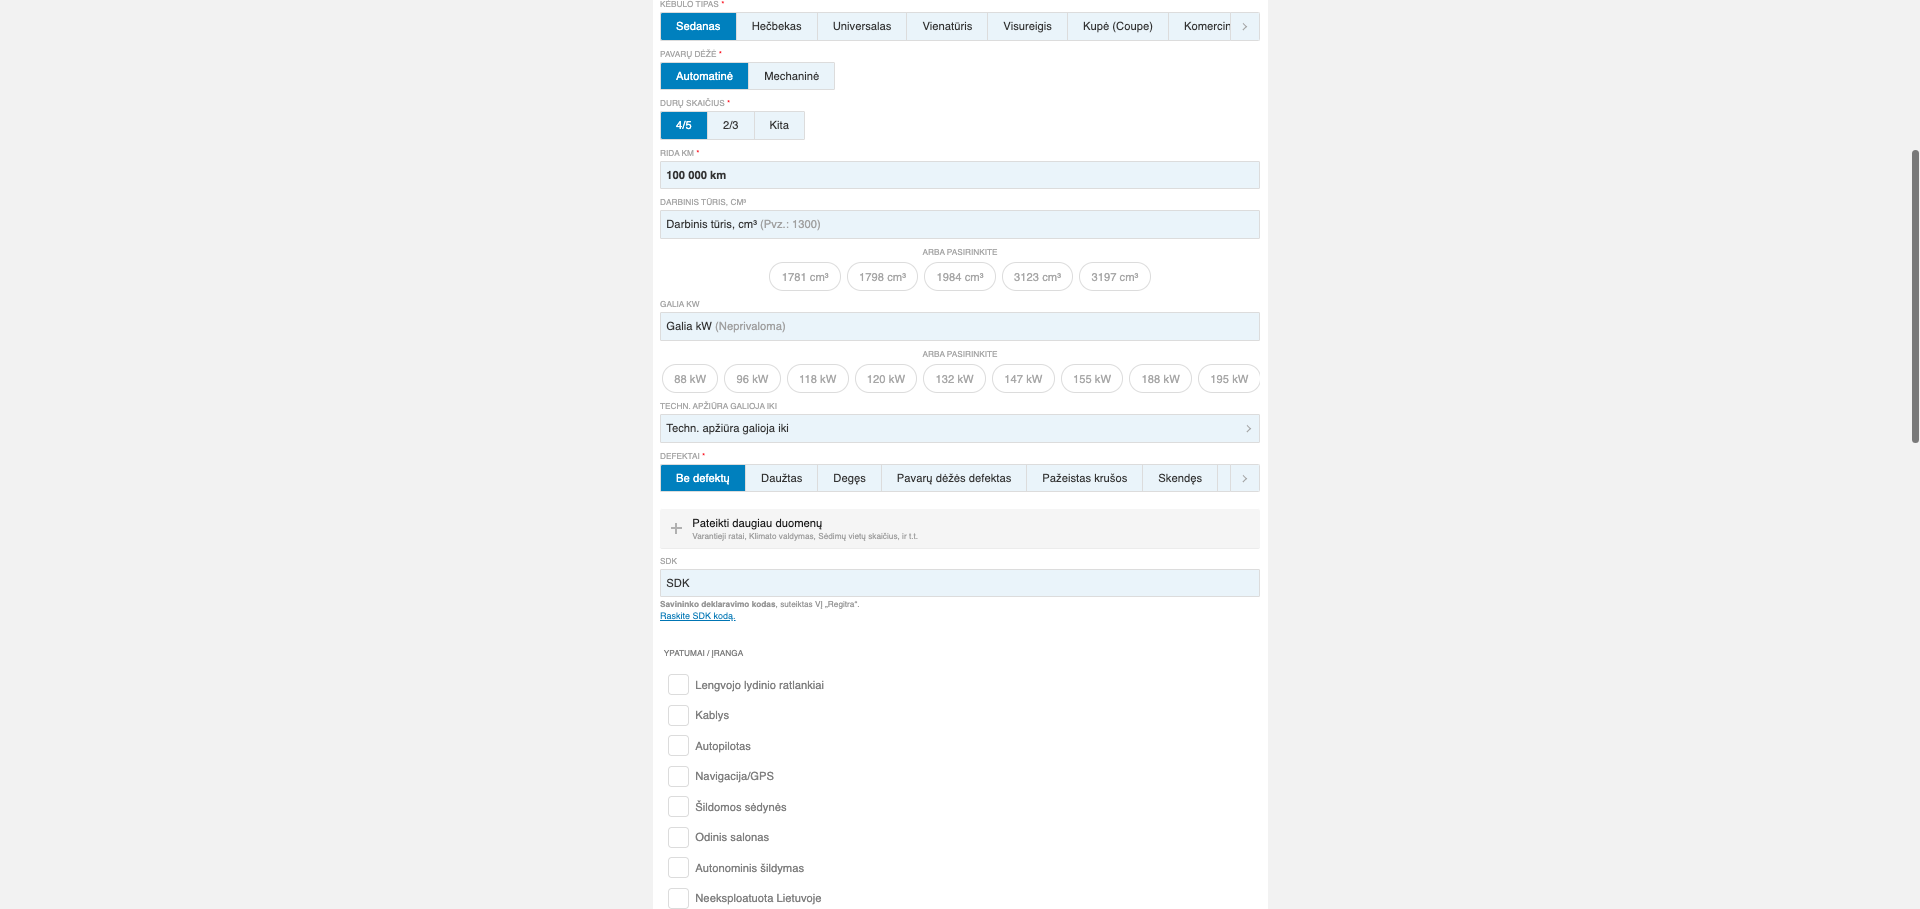 KĖBULO TIPAS *
Sedanas Hečbekas Universalas Vienatūris Visureigis Kupė (Coupe) Komercin
PAVARŲ DĖŽĖ *
Automatinė Mechaninė
DURŲ SKAIČIUS *
4/5 2/3 Kita
RIDA KM *
100 000 km
DARBINIS TŪRIS, CM³
Darbinis tūris, cm³ (Pvz.: 1300)
ARBA PASIRINKITE
1781 cm³ 1798 cm³ 1984 cm³ 3123 cm³ 3197 cm³
GALIA KW
Galia kW (Neprivaloma)
ARBA PASIRINKITE
88 kW 96 kW 118 kW 120 kW 132 kW 147 kW 155 kW 188 kW 195 kW
TECHN. APŽIŪRA GALIOJA IKI
Techn. apžiūra galioja iki
DEFEKTAI *
Be defektų Daužtas Degęs Pavarų dėžės defektas Pažeistas krušos Skendęs
Pateikti daugiau duomenų
Varantieji ratai, Klimato valdymas, Sėdimų vietų skaičius, ir t.t.
SDK
SDK
Savininko deklaravimo kodas, suteiktas VĮ „Regitra“.
Raskite SDK kodą.
YPATUMAI / ĮRANGA
Lengvojo lydinio ratlankiai
Kablys
Autopilotas
Navigacija/GPS
Šildomos sėdynės
Odinis salonas
Autonominis šildymas
Neeksploatuota Lietuvoje